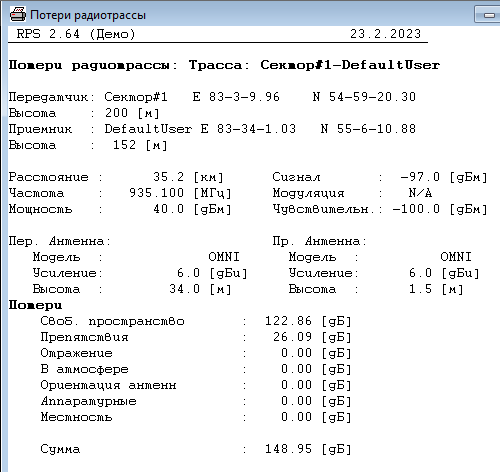 Потери радиотрассы
RPS 2.64 (Демо) 23.2.2023
Потери радиотрассы: Трасса: Сектор#1-DefaultUser
Передатчик: Сектор#1 E 83-3-9.96 N 54-59-20.30
Высота : 200 [м]
Приемник : DefaultUser E 83-34-1.03 N 55-6-10.88
Высота : 152 [м]
Расстояние : 35.2 [км] Сигнал : -97.0 [дБм]
Частота : 935.100 [МГц] Модуляция : N/A
Мощность : 40.0 [дБм] Чувствительн.: -100.0 [дБм]
Пер. Антенна: Пр. Антенна:
Модель : OMNI Модель : OMNI
Усиление: 6.0 [дБи] Усиление: 6.0 [дБи]
Высота : 34.0 [м] Высота : 1.5 [м]
Потери
Своб. пространство : 122.86 [дБ]
Препятствия : 26.09 [дБ]
Отражение : 0.00 [дБ]
В атмосфере : 0.00 [дБ]
Ориентация антенн : 0.00 [дБ]
Аппаратурные : 0.00 [дБ]
Местность : 0.00 [дБ]
Сумма : 148.95 [дБ]